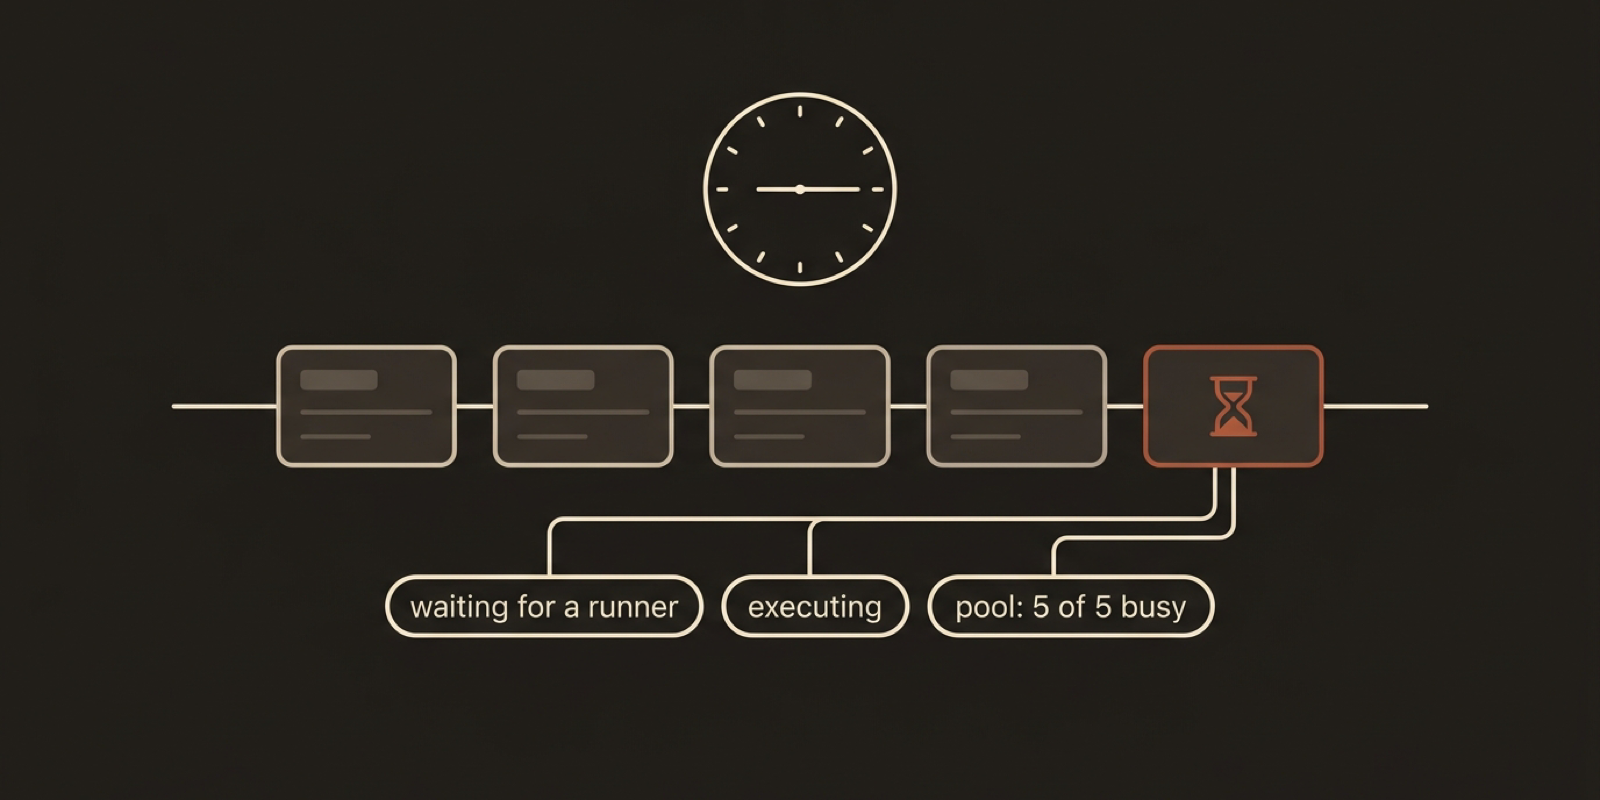 waiting for a runner
executing
pool: 5 of 5 busy